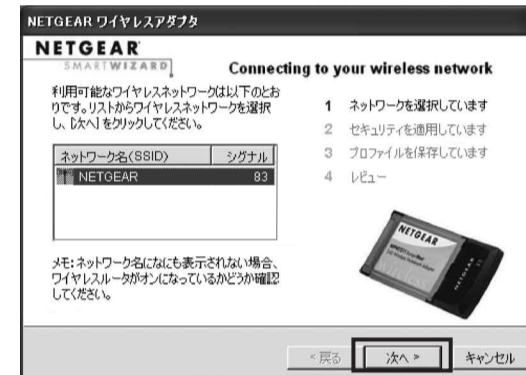 NETGEAR ワイヤレスアダプタ
NETGEAR
SMARTWIZARD
Connecting to your wireless network
利用可能なワイヤレスネットワークは以下のとお
りです。リストからワイヤレスネットワークを選択
し、[次へ] をクリックしてください。
ネットワーク名(SSID) シグナル
NETGEAR 83
メモ:ネットワーク名になにも表示されない場合、
ワイヤレスルータがオンになっているかどうか確認
してください。
1 ネットワークを選択しています
2 セキュリティを適用しています
3 プロファイルを保存しています
4 レビュー
NETGEAR
< 戻る 次へ > キャンセル